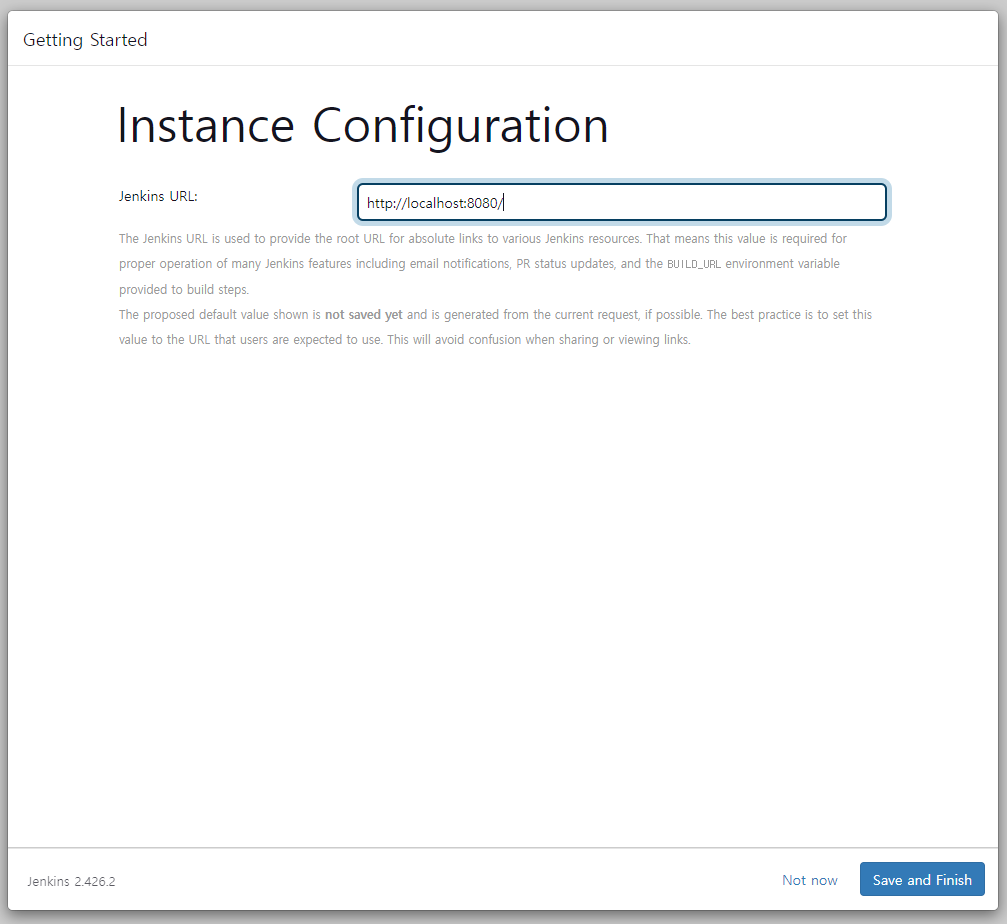 Getting Started
Instance Configuration
Jenkins URL:
http://localhost:8080/
The Jenkins URL is used to provide the root URL for absolute links to various Jenkins resources. That means this value is required for
proper operation of many Jenkins features including email notifications, PR status updates, and the BUILD_URL environment variable
provided to build steps.
The proposed default value shown is not saved yet and is generated from the current request, if possible. The best practice is to set this
value to the URL that users are expected to use. This will avoid confusion when sharing or viewing links.
Jenkins 2.426.2
Not now
Save and Finish